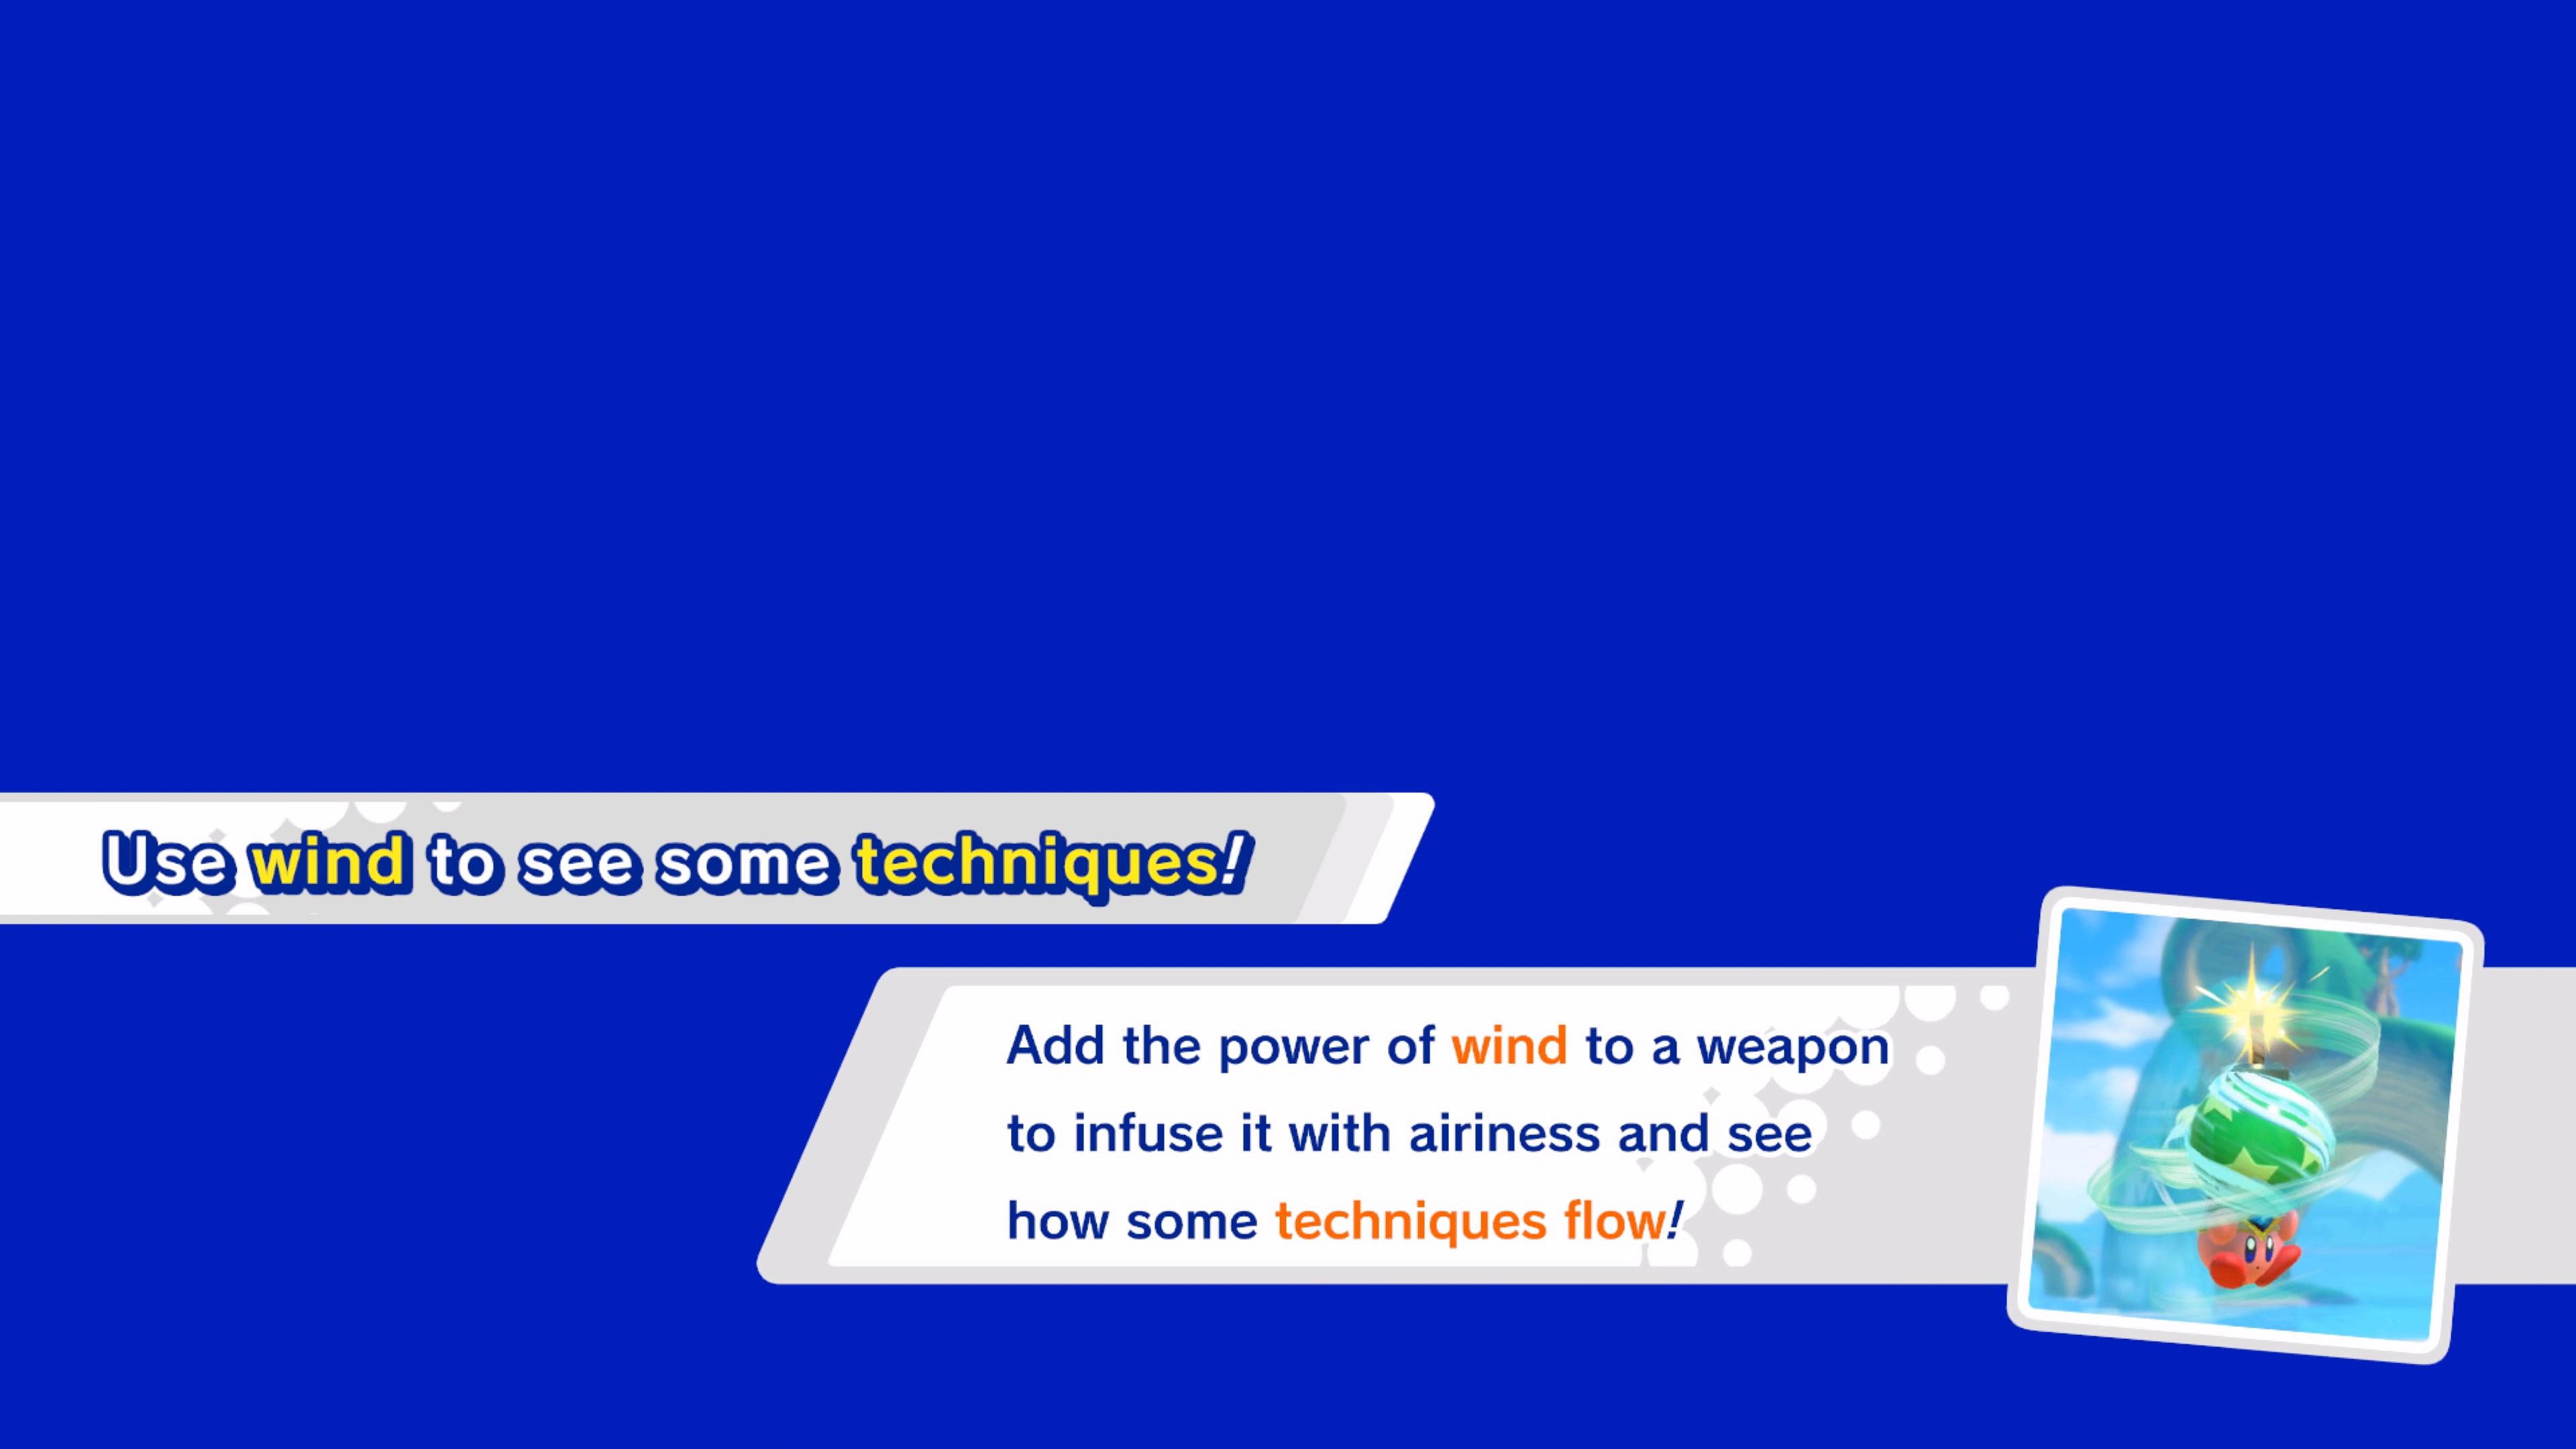 Use wind to see some techniques!
Add the power of wind to a weapon
to infuse it with airiness and see
how some techniques flow!